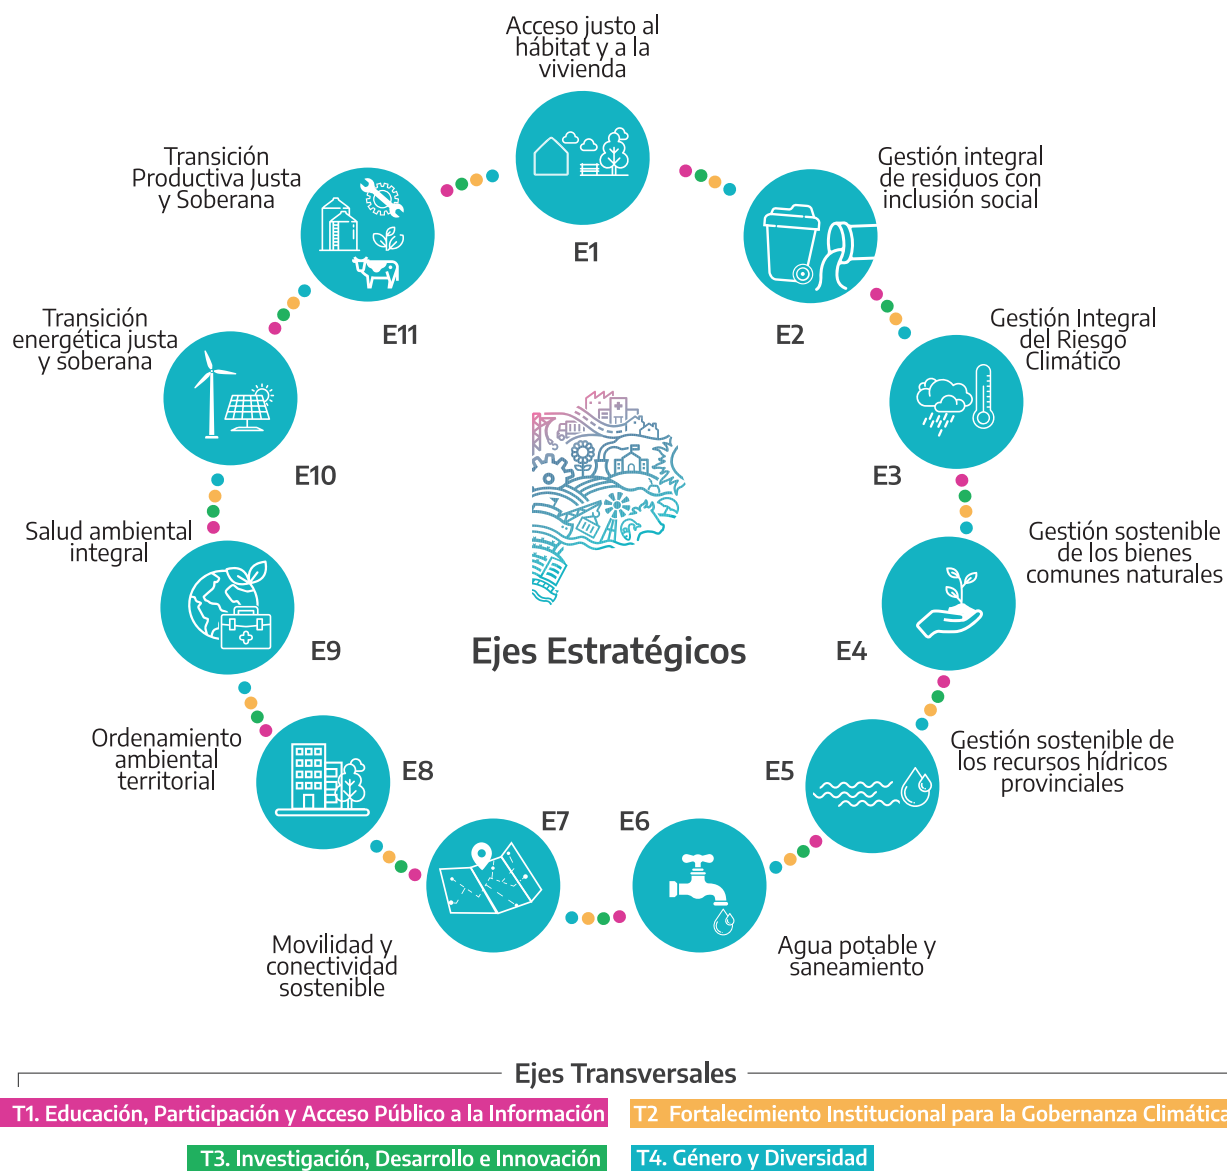 Acceso justo al
hábitat y a la
vivienda
E1
Gestión integral
de residuos con
inclusión social
E2
Gestión Integral
del Riesgo
Climático
E3
Gestión sostenible
de los bienes
comunes naturales
E4
Gestión sostenible de
los recursos hídricos
provinciales
E5
Agua potable y
saneamiento
E6
Movilidad y
conectividad
sostenible
E7
Ordenamiento
ambiental
territorial
E8
Salud ambiental
integral
E9
Transición
energética justa
y soberana
E10
Transición
Productiva Justa
y Soberana
E11
Ejes Estratégicos
Ejes Transversales
T1. Educación, Participación y Acceso Público a la Información
T2 Fortalecimiento Institucional para la Gobernanza Climática
T3. Investigación, Desarrollo e Innovación
T4. Género y Diversidad